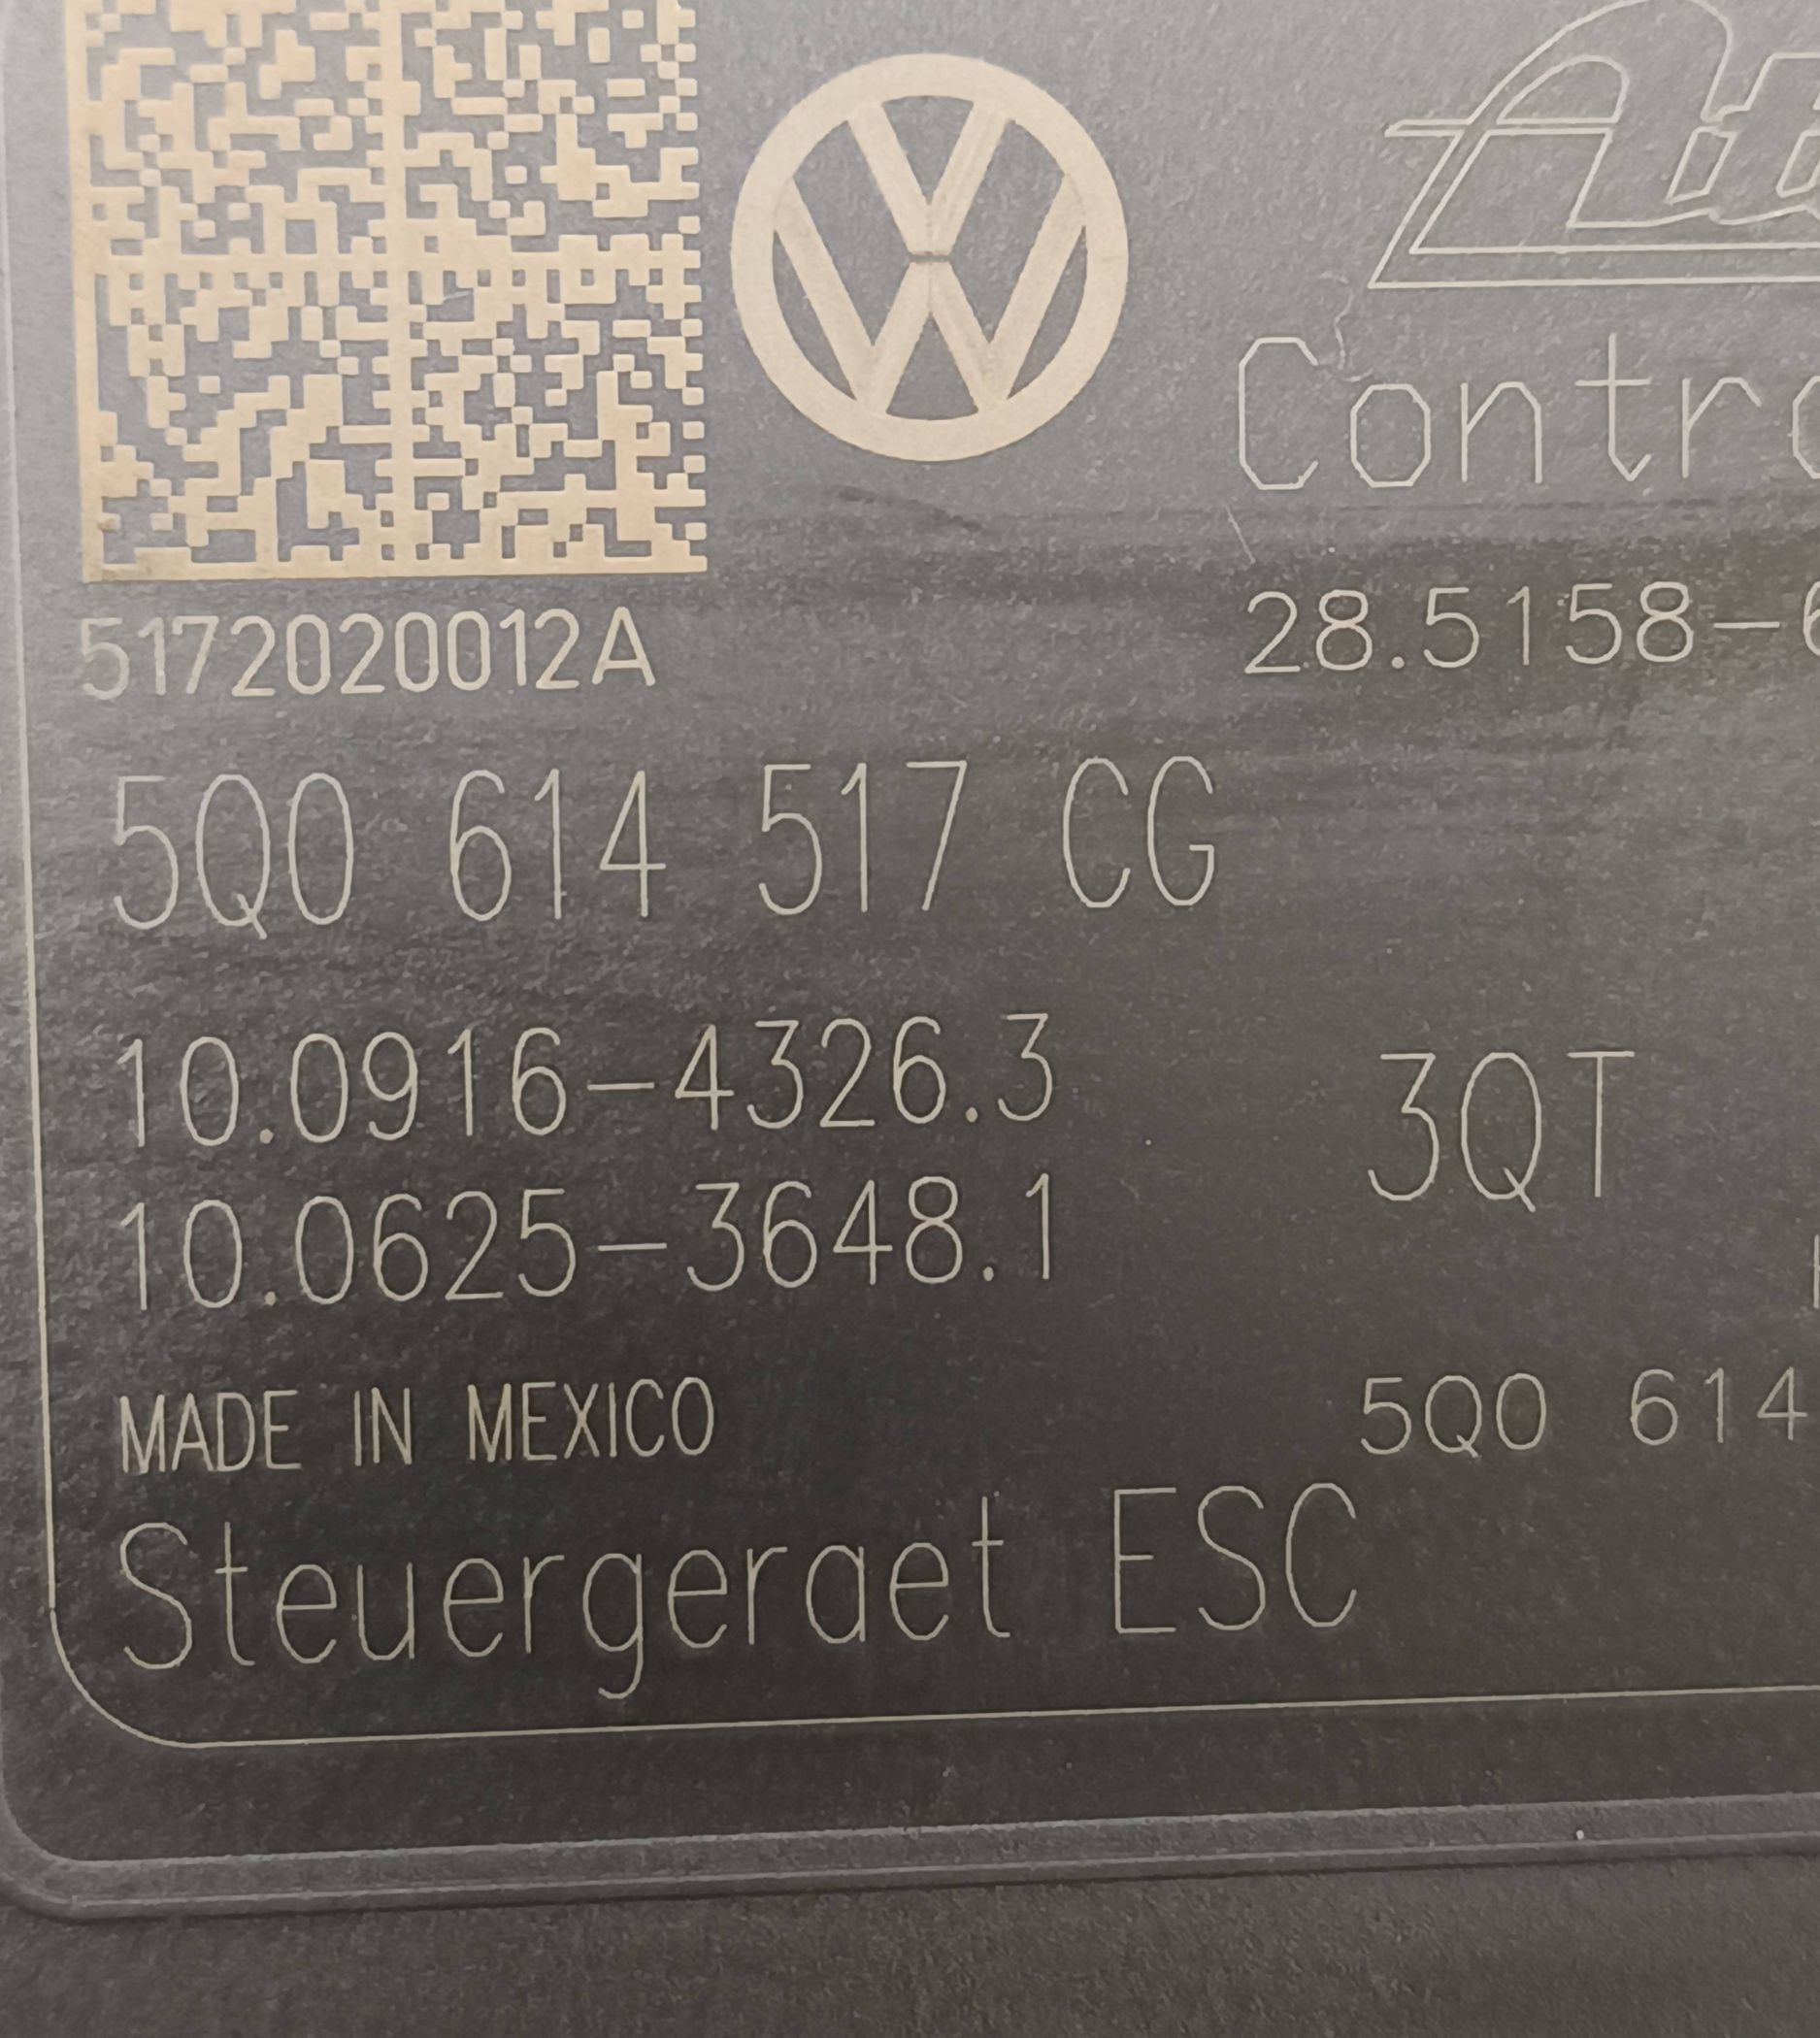 Contr
28.5158-
5172020012A
5Q0 614 517 CG
10.0916-4326.3
3QT
10.0625-3648.1
MADE IN MEXICO
5Q0 614
Steuergeraet ESC